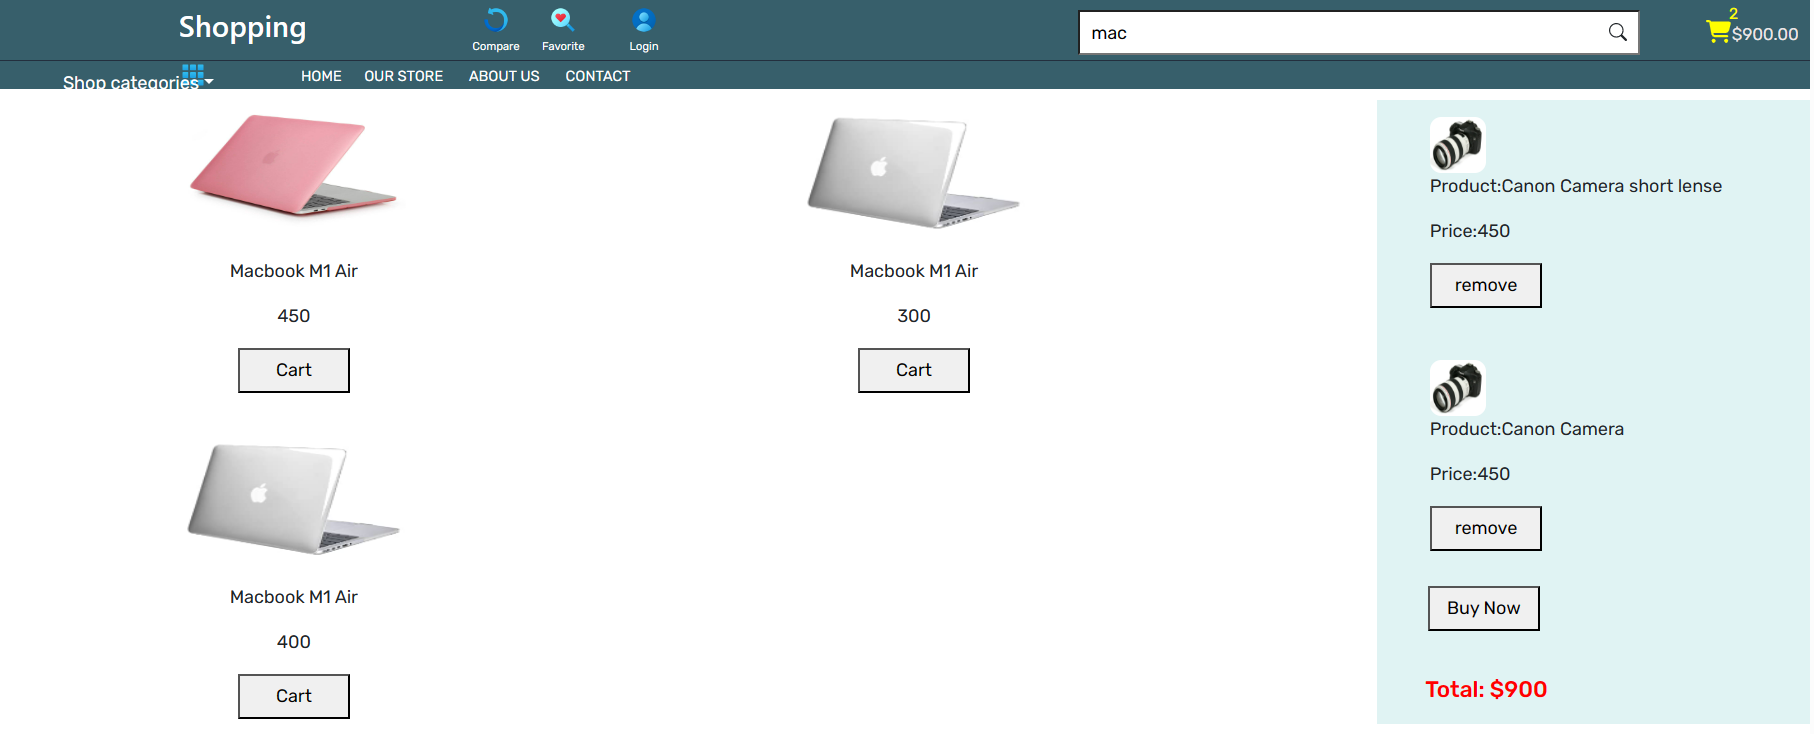 Shopping
Compare
Favorite
Login
mac
2
$900.00
Shop categories
HOME
OUR STORE
ABOUT US
CONTACT
Macbook M1 Air
450
Cart
Macbook M1 Air
300
Cart
Macbook M1 Air
400
Cart
Product:Canon Camera short lense
Price:450
remove
Product:Canon Camera
Price:450
remove
Buy Now
Total: $900